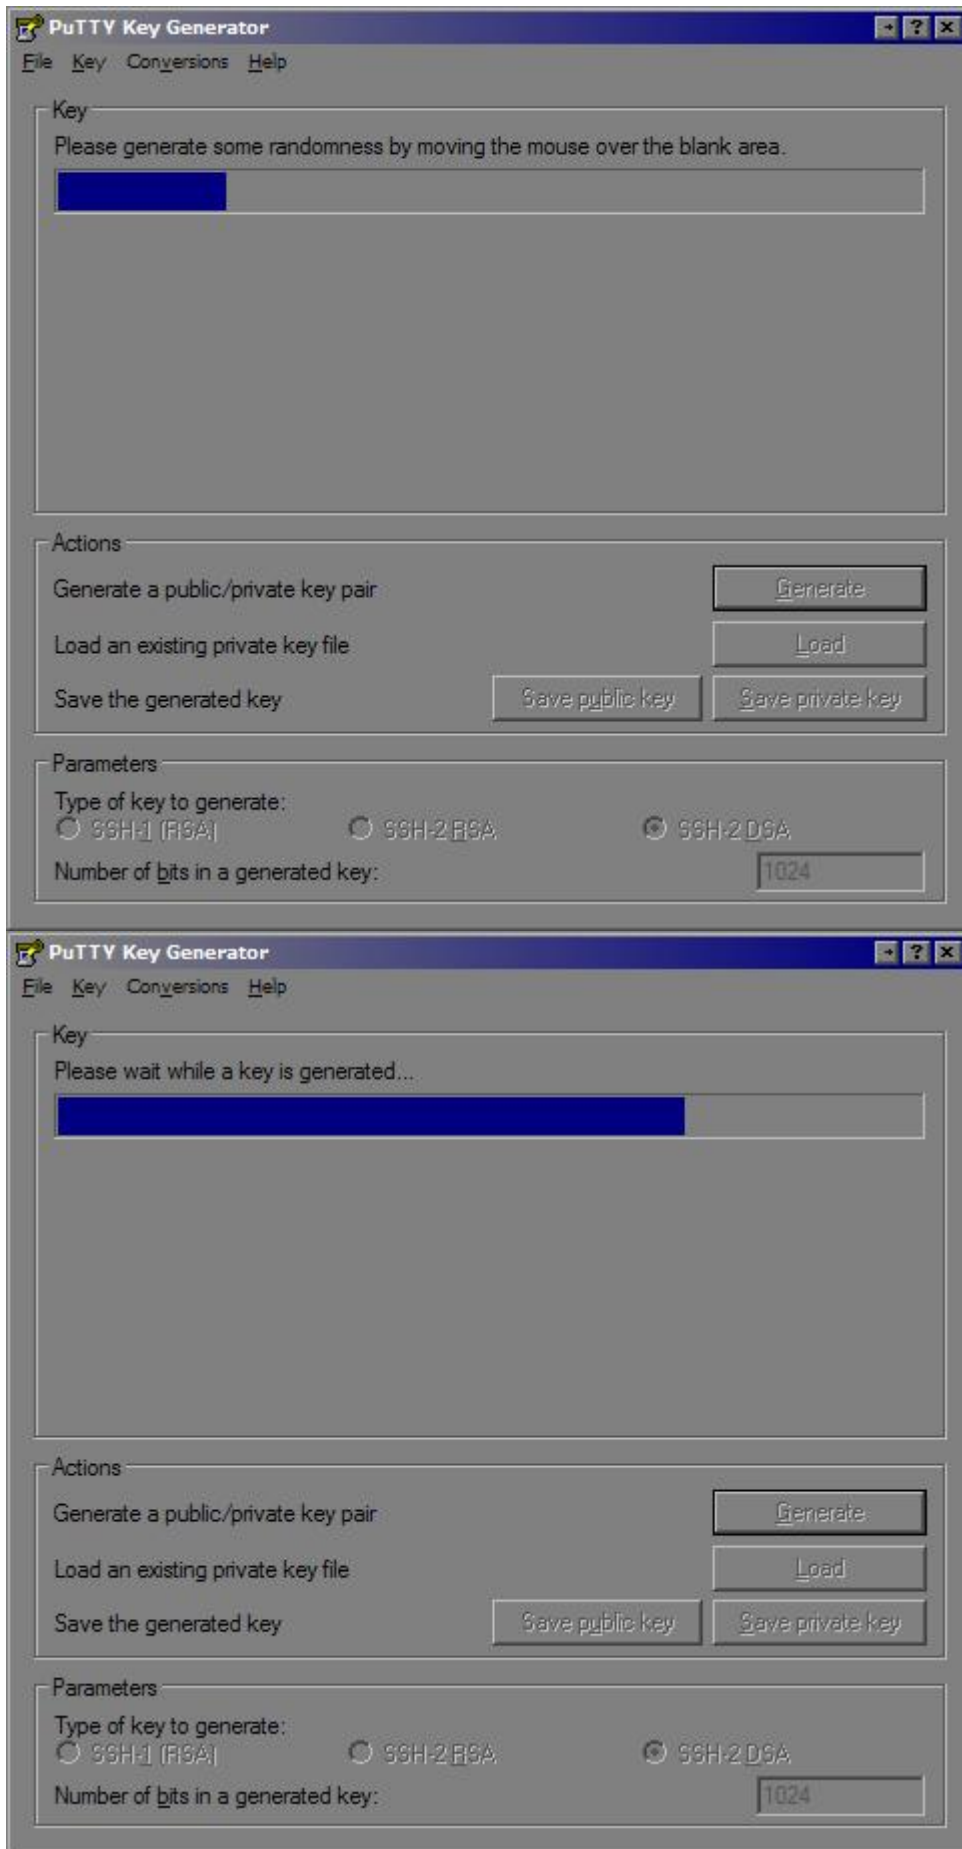 PuTTY Key Generator
File Key Conversions Help
Key
Please generate some randomness by moving the mouse over the blank area.
Actions
Generate a public/private key pair Generate
Load an existing private key file Load
Save the generated key Save public key Save private key
Parameters
Type of key to generate:
SSH-1 (RSA) SSH-2 RSA SSH-2 DSA
Number of bits in a generated key: 1024
PuTTY Key Generator
File Key Conversions Help
Key
Please wait while a key is generated...
Actions
Generate a public/private key pair Generate
Load an existing private key file Load
Save the generated key Save public key Save private key
Parameters
Type of key to generate:
SSH-1 (RSA) SSH-2 RSA SSH-2 DSA
Number of bits in a generated key: 1024